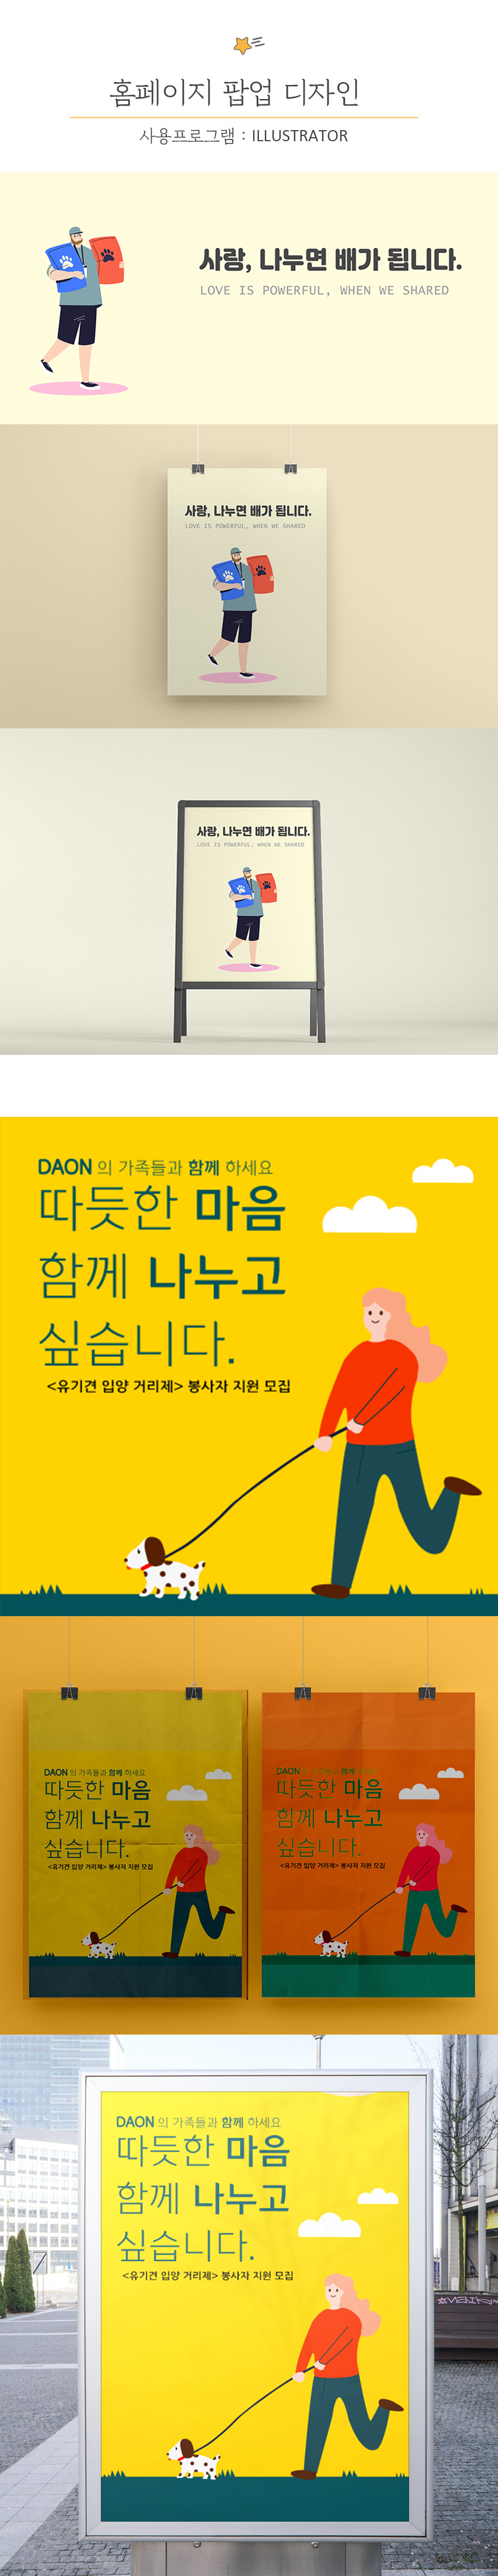 홈페이지 팝업 디자인
사용프로그램 : ILLUSTRATOR
사랑, 나누면 배가 됩니다.
LOVE IS POWERFUL, WHEN WE SHARED
사랑, 나누면 배가 됩니다.
LOVE IS POWERFUL, WHEN WE SHARED
사랑, 나누면 배가 됩니다.
LOVE IS POWERFUL, WHEN WE SHARED
DAON 의 가족들과 함께 하세요
따듯한 마음
함께 나누고
싶습니다.
<유기견 입양 거리제> 봉사자 지원 모집
DAON 의 가족들과 함께 하세요
따듯한 마음
함께 나누고
싶습니다.
<유기견 입양 거리제> 봉사자 지원 모집
DAON 의 가족들과 함께 하세요
따듯한 마음
함께 나누고
싶습니다.
<유기견 입양 거리제> 봉사자 지원 모집
DAON 의 가족들과 함께 하세요
따듯한 마음
함께 나누고
싶습니다.
<유기견 입양 거리제> 봉사자 지원 모집